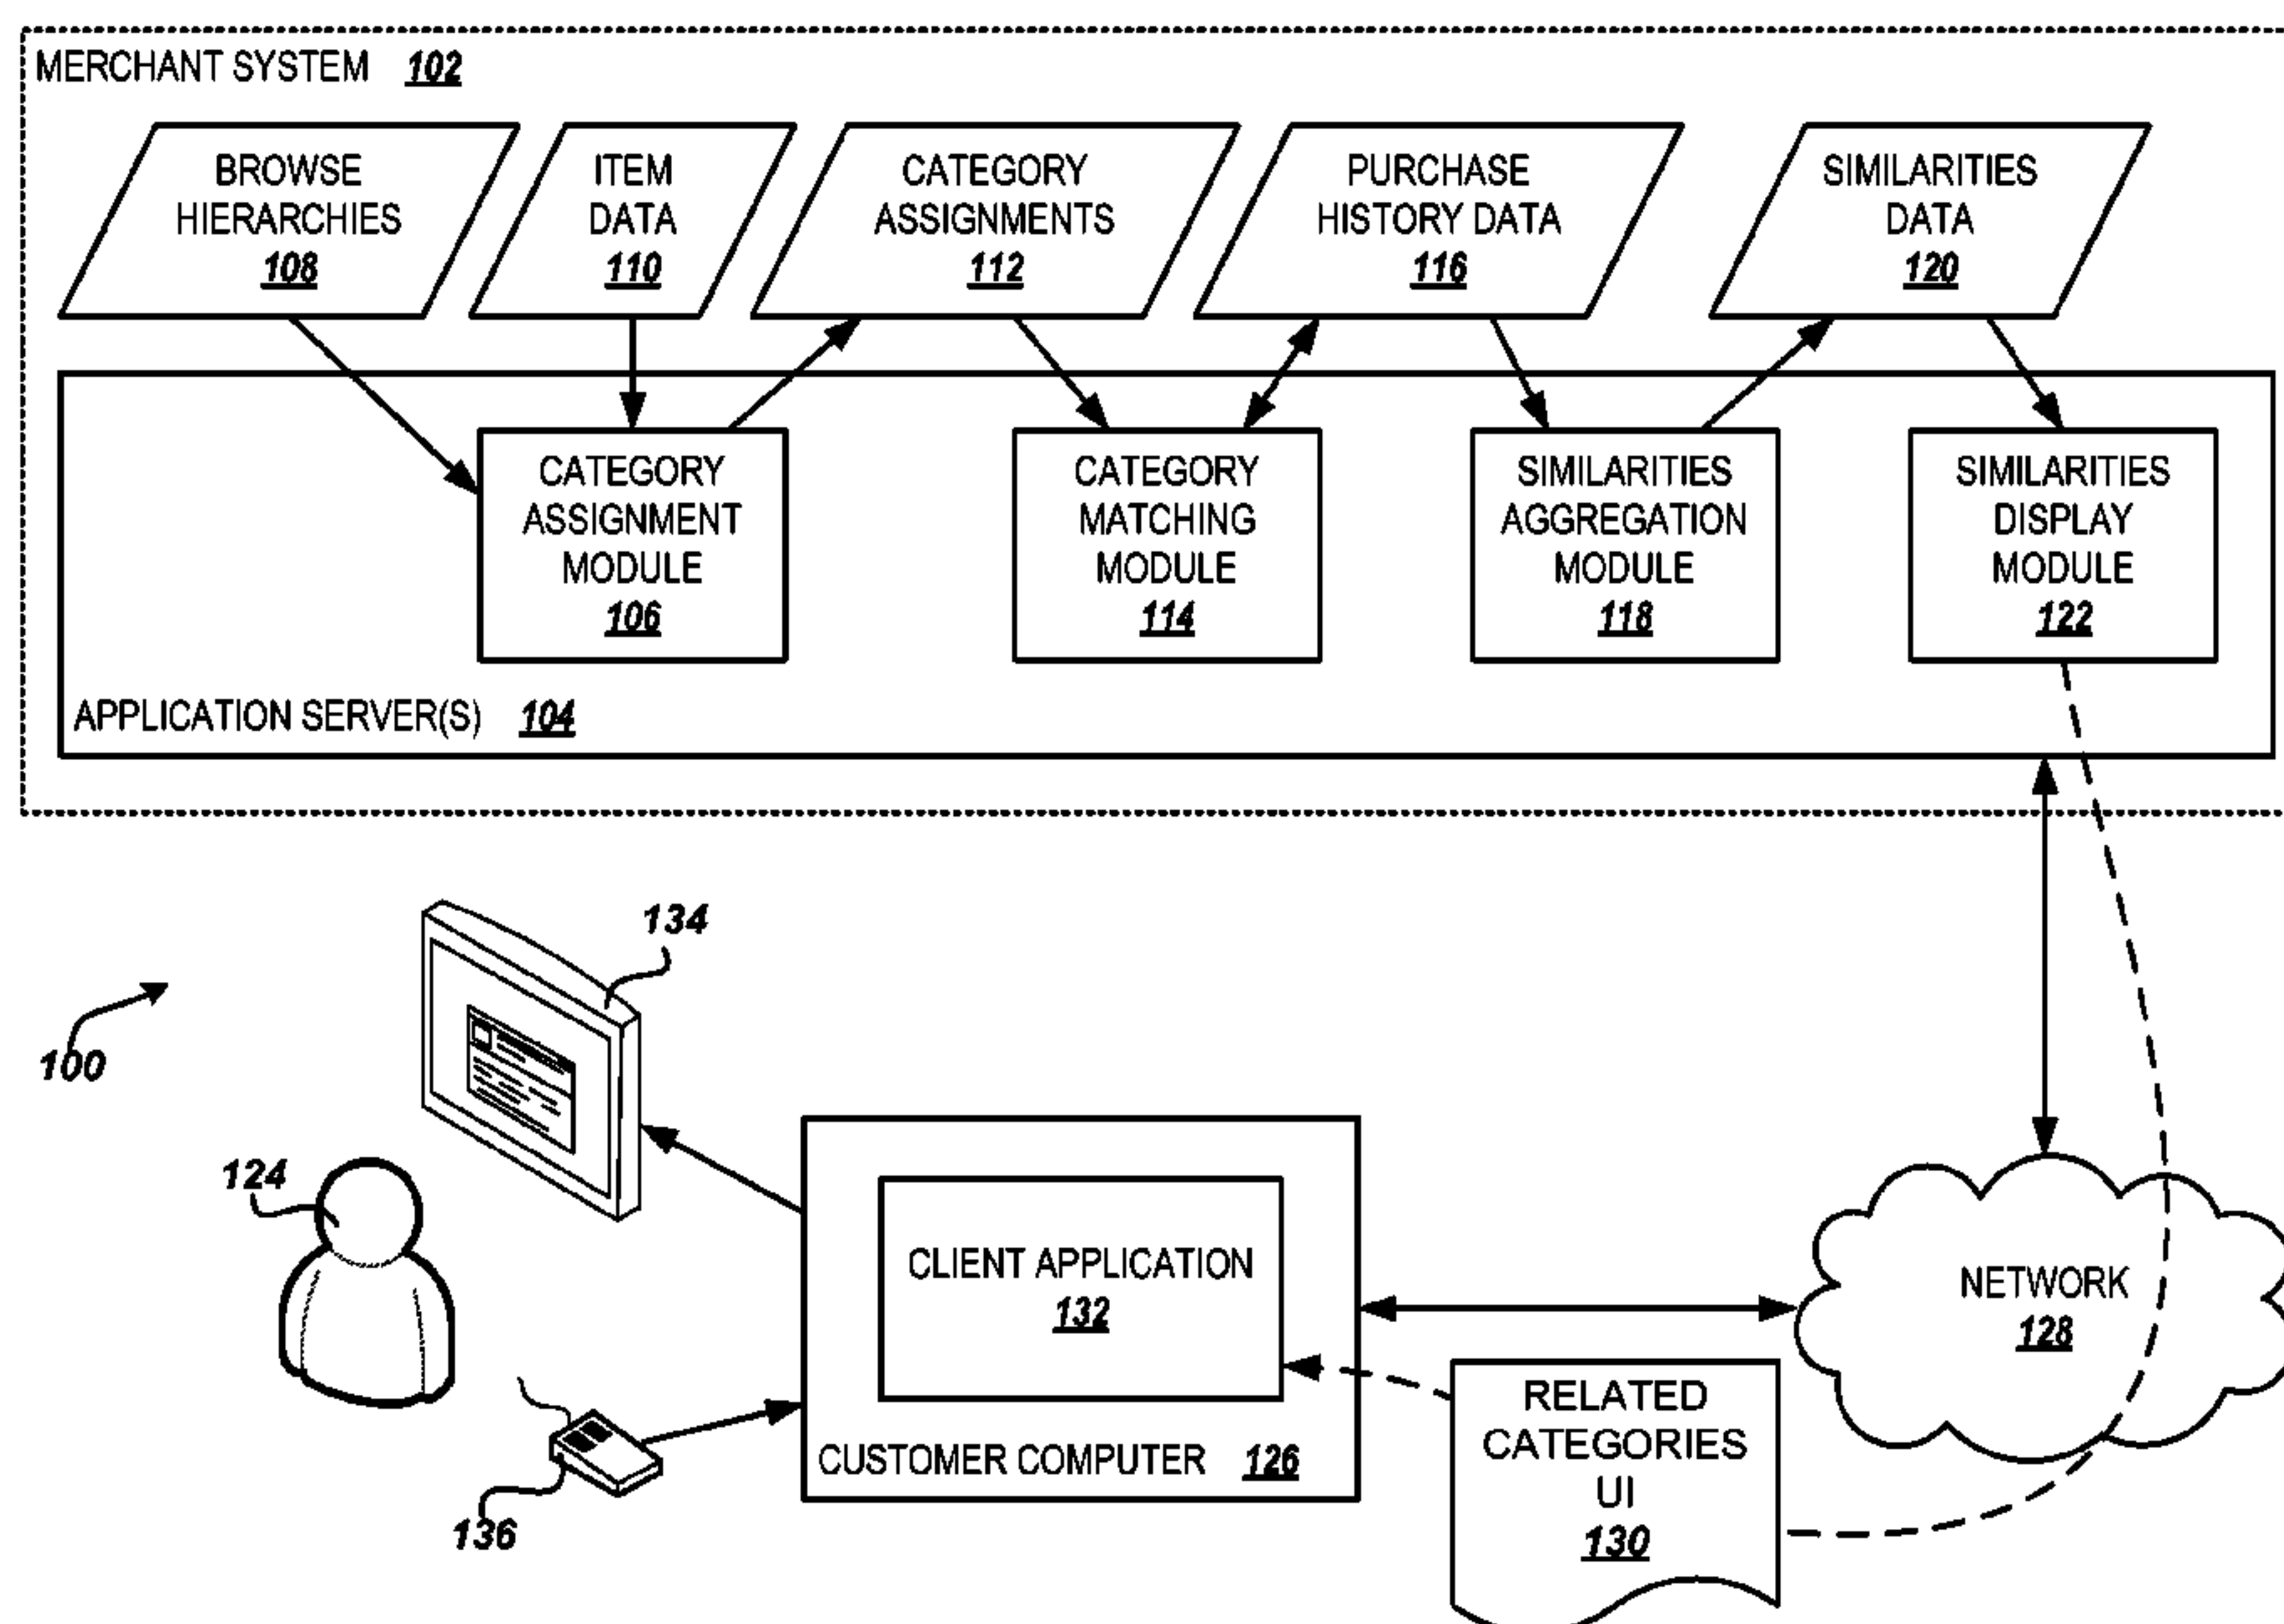 MERCHANT SYSTEM 102
BROWSE
HIERARCHIES
108
ITEM
DATA
110
CATEGORY
ASSIGNMENTS
112
PURCHASE
HISTORY DATA
116
SIMILARITIES
DATA
120
CATEGORY
ASSIGNMENT
MODULE
106
CATEGORY
MATCHING
MODULE
114
SIMILARITIES
AGGREGATION
MODULE
118
SIMILARITIES
DISPLAY
MODULE
122
APPLICATION SERVER(S) 104
134
100
124
CLIENT APPLICATION
132
NETWORK
128
CUSTOMER COMPUTER 126
RELATED
CATEGORIES
UI
130
136